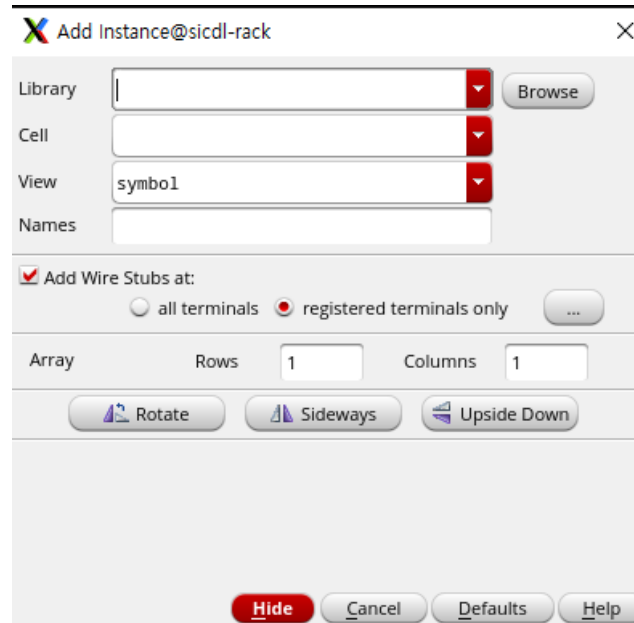 Add Instance@sicdl-rack
Library Browse
Cell
View symbol
Names
Add Wire Stubs at:
all terminals registered terminals only ...
Array Rows 1 Columns 1
Rotate Sideways Upside Down
Hide Cancel Defaults Help